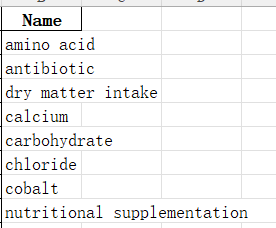 Name
amino acid
antibiotic
dry matter intake
calcium
carbohydrate
chloride
cobalt
nutritional supplementation